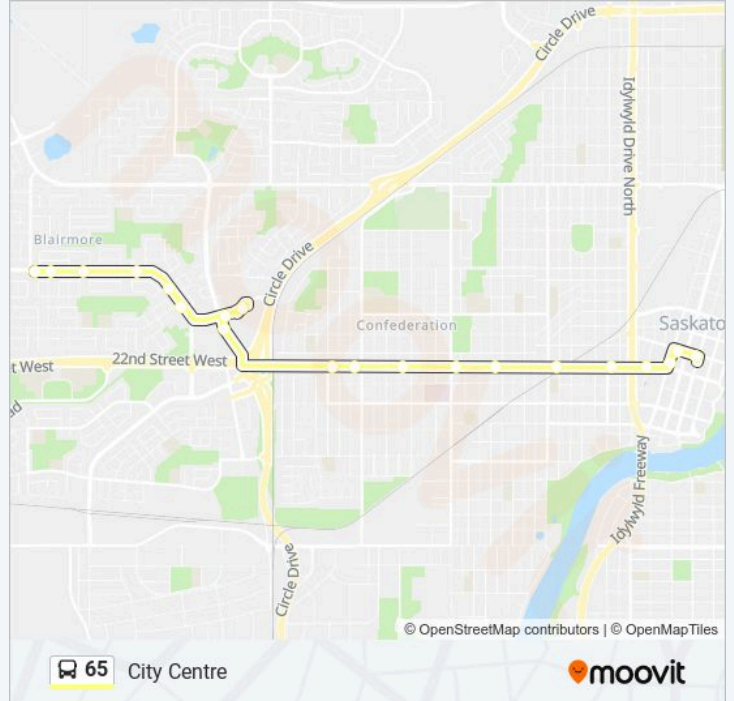 Circle Drive
Idylwyld Drive North
Blairmore
Circle Drive
Confederation
Saskato
t West
22nd Street West
ad
Idylwyld Freeway
Circle Drive
© OpenStreetMap contributors | © OpenMapTiles
65 City Centre
moovit